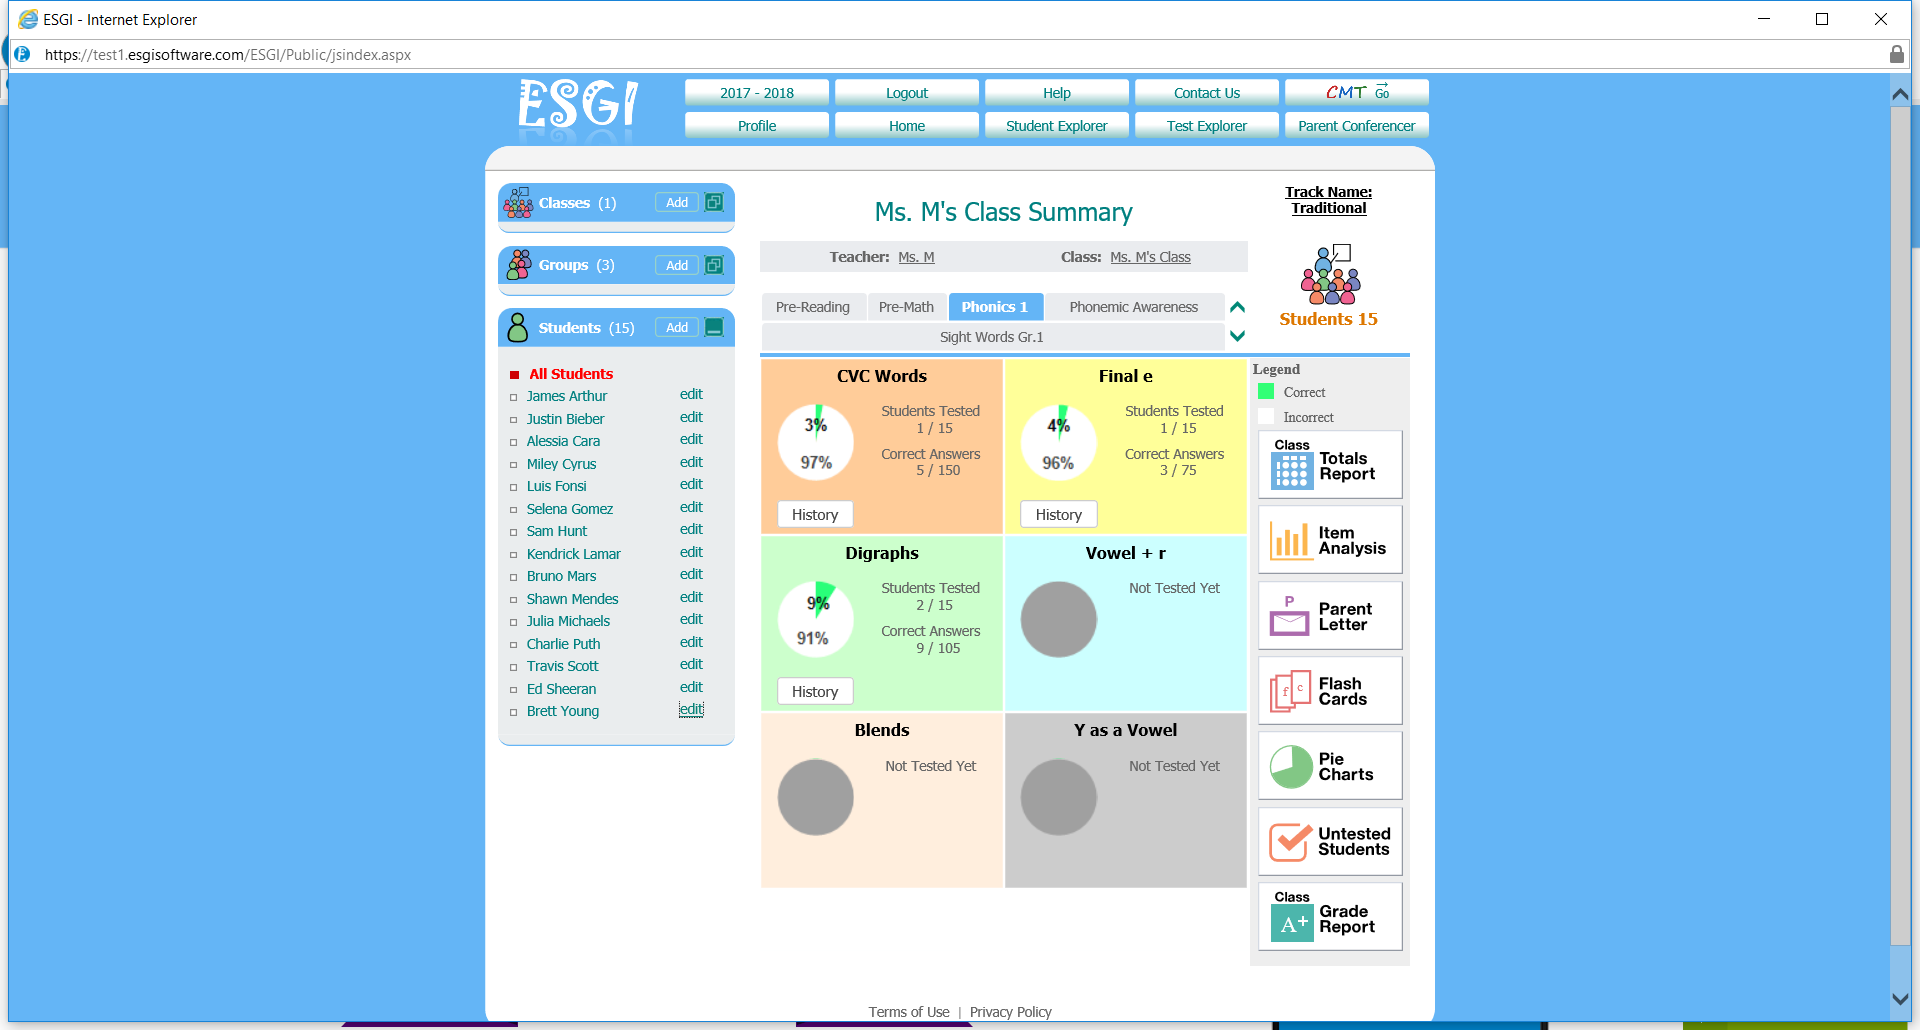 ESGI - Internet Explorer
https://test1.esgisoftware.com/ESGI/Public/jsindex.aspx
ESGI
2017 - 2018
Logout
Help
Contact Us
CMT Go
Profile
Home
Student Explorer
Test Explorer
Parent Conferencer
Classes (1)
Add
Groups (3)
Add
Students (15)
Add
All Students
James Arthur edit
Justin Bieber edit
Alessia Cara edit
Miley Cyrus edit
Luis Fonsi edit
Selena Gomez edit
Sam Hunt edit
Kendrick Lamar edit
Bruno Mars edit
Shawn Mendes edit
Julia Michaels edit
Charlie Puth edit
Travis Scott edit
Ed Sheeran edit
Brett Young edit
Ms. M's Class Summary
Teacher: Ms. M
Class: Ms. M's Class
Track Name:
Traditional
Students 15
Pre-Reading
Pre-Math
Phonics 1
Phonemic Awareness
Sight Words Gr.1
CVC Words
3%
97%
Students Tested
1 / 15
Correct Answers
5 / 150
History
Final e
4%
96%
Students Tested
1 / 15
Correct Answers
3 / 75
History
Digraphs
9%
91%
Students Tested
2 / 15
Correct Answers
9 / 105
History
Vowel + r
Not Tested Yet
Blends
Not Tested Yet
Y as a Vowel
Not Tested Yet
Legend
Correct
Incorrect
Class
Totals
Report
Item
Analysis
P
Parent
Letter
f c
Flash
Cards
Pie
Charts
Untested
Students
Class
A+
Grade
Report
Terms of Use | Privacy Policy